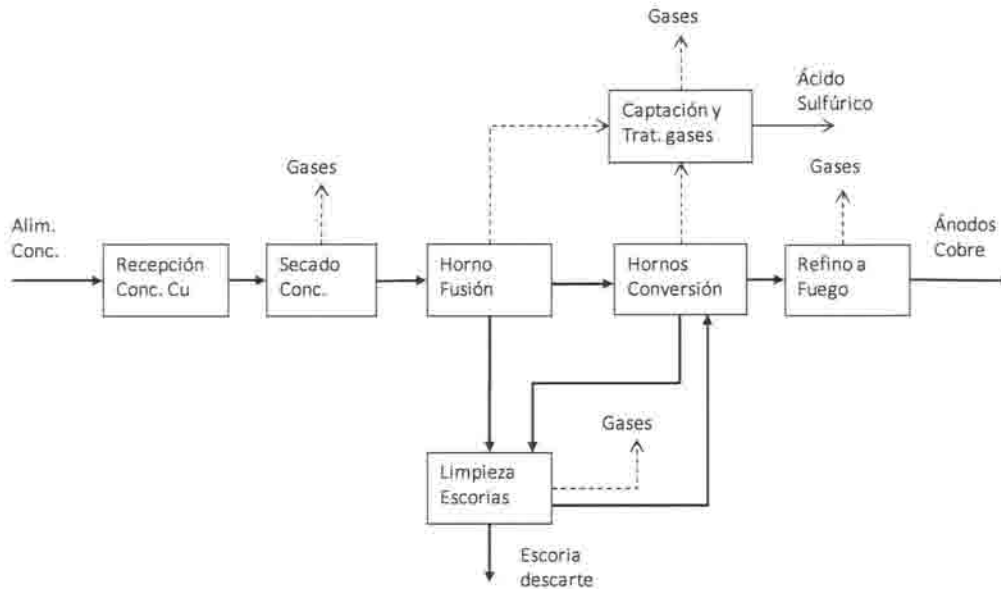 Gases
Captación y
Trat. gases
Ácido
Sulfúrico
Gases
Gases
Alim.
Conc.
Recepción
Conc. Cu
Secado
Conc.
Horno
Fusión
Hornos
Conversión
Refino a
Fuego
Ánodos
Cobre
Gases
Limpieza
Escorias
Escoria
descarte